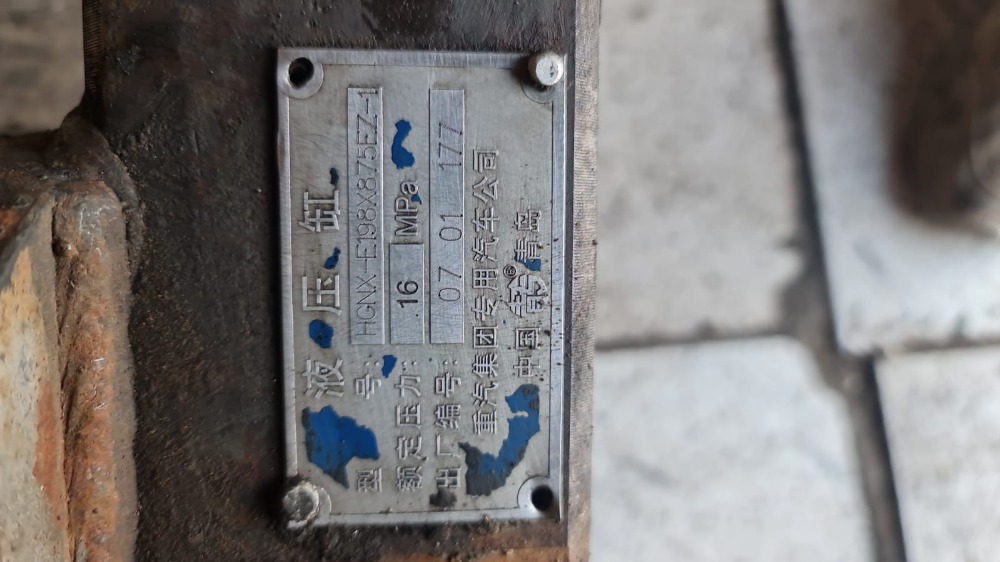 液压缸
型号：HGNX-E198X875EZ-1
额定压力：16 MPa
出厂编号：07 01 177
重汽集团专用汽车公司
中国 青岛